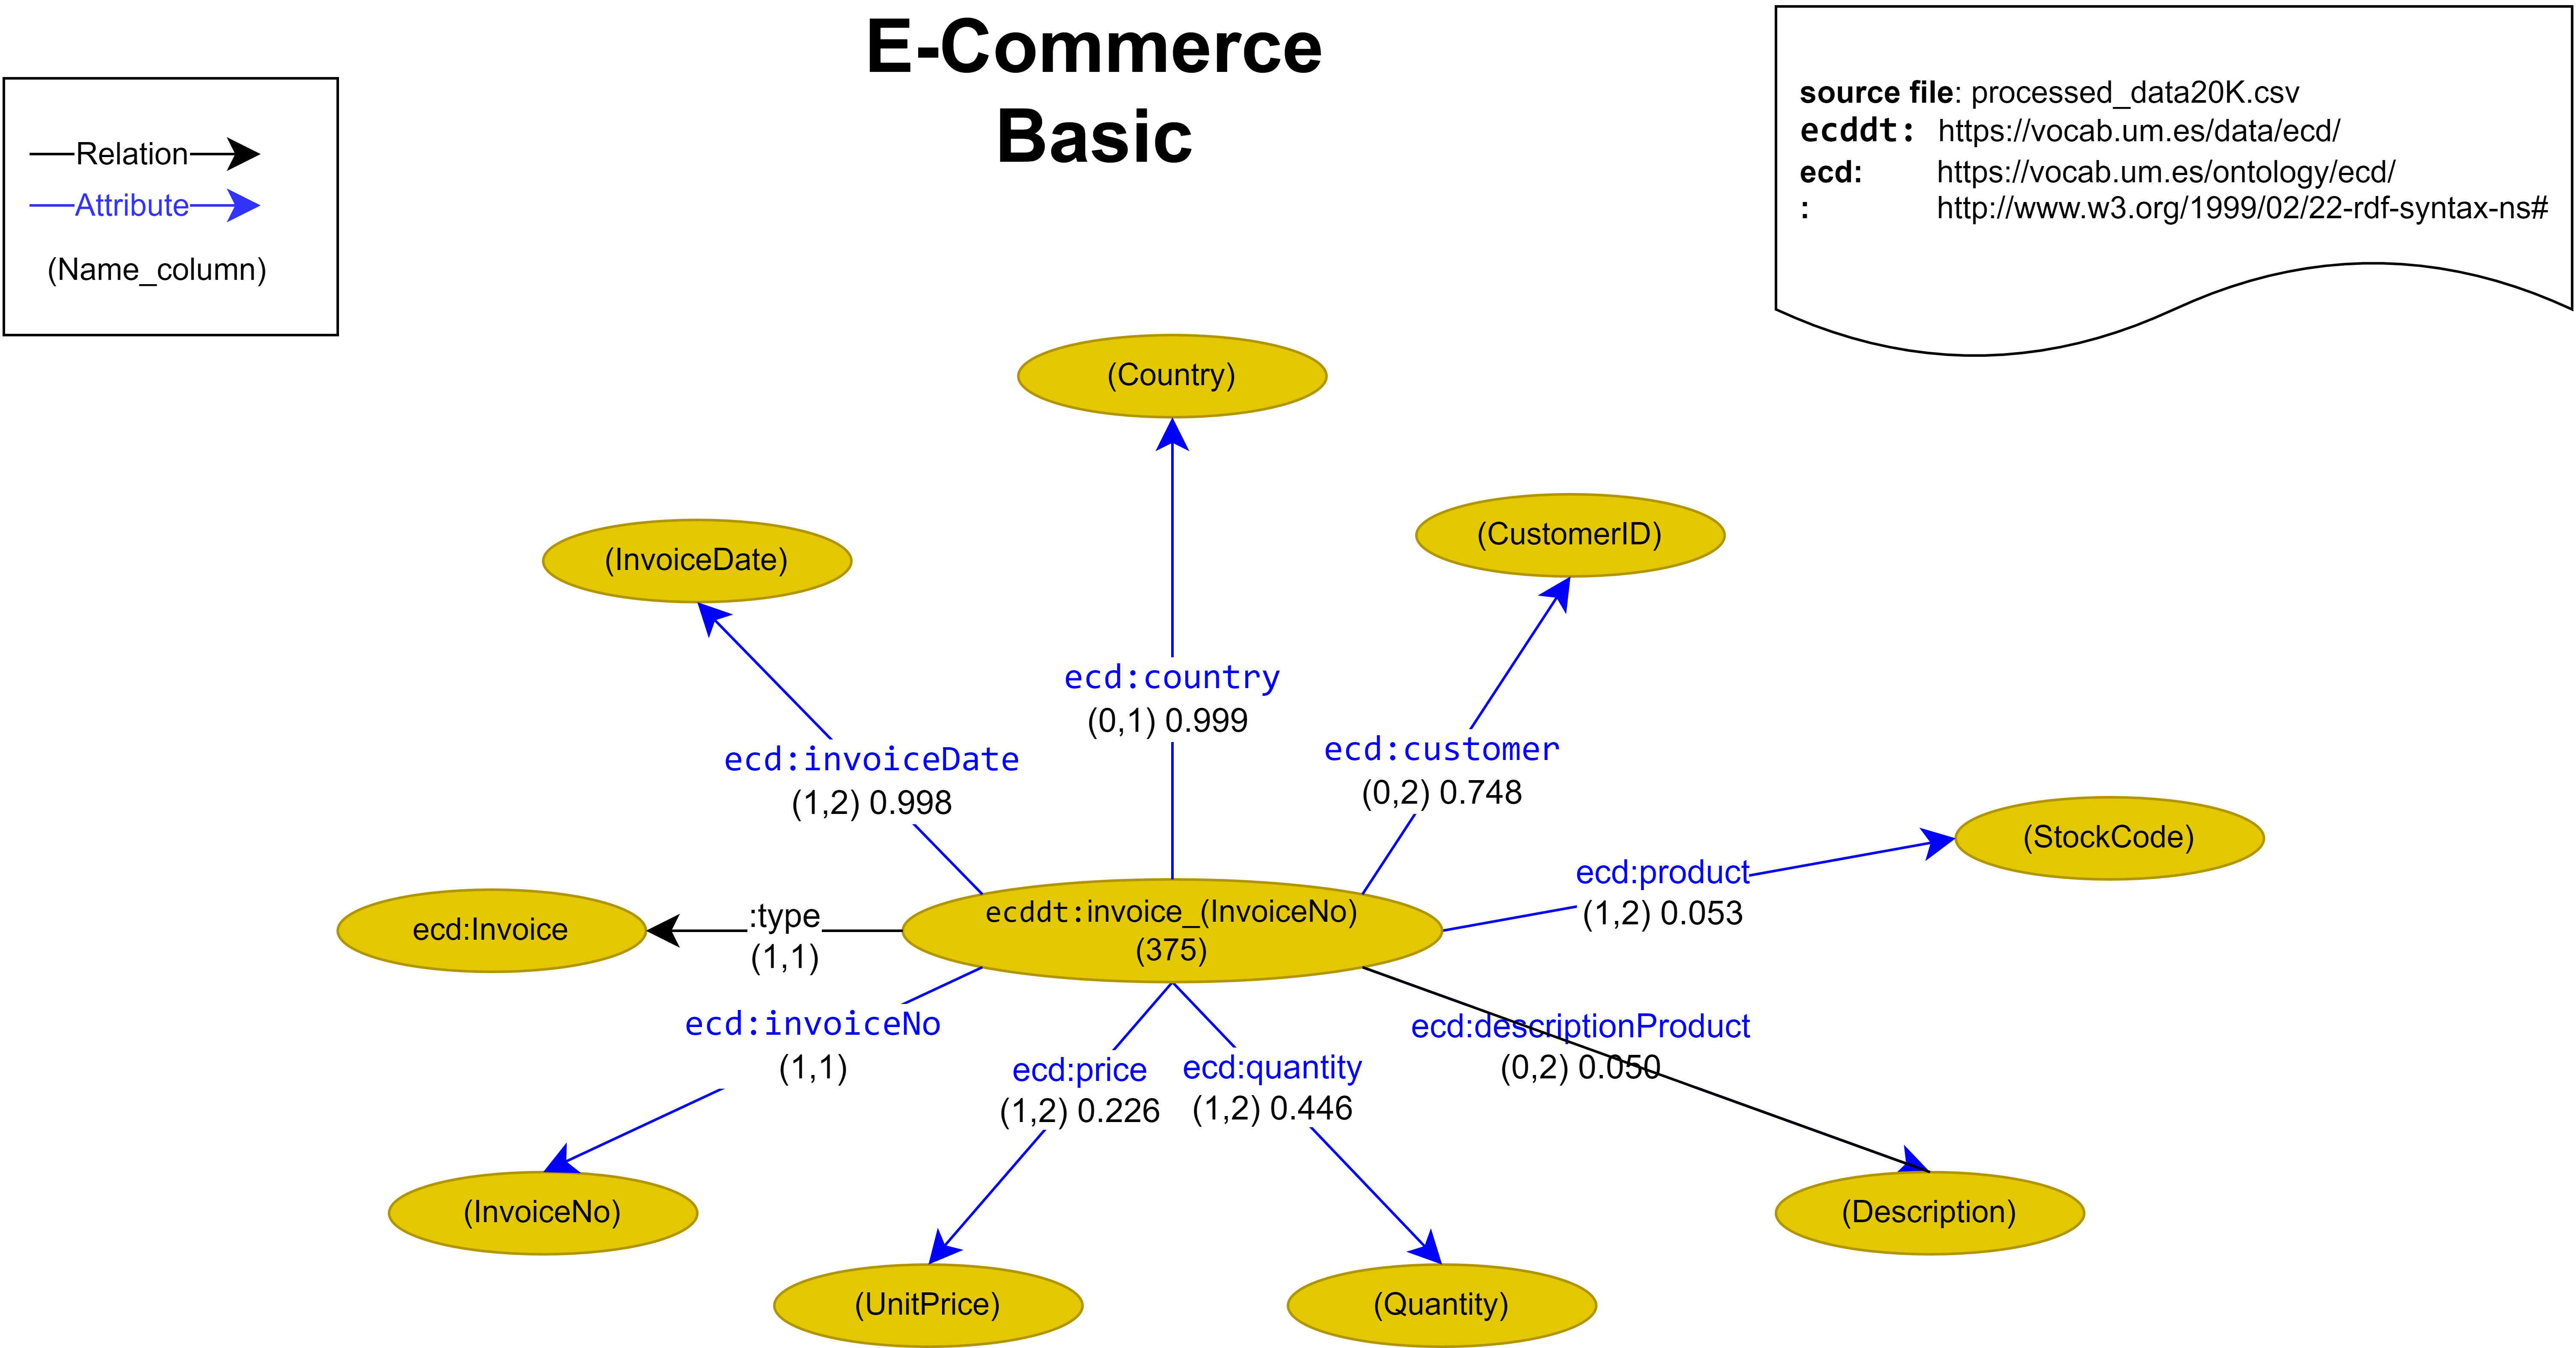 E-Commerce
Basic
Relation
Attribute
(Name_column)
source file: processed_data20K.csv
ecddt: https://vocab.um.es/data/ecd/
ecd: https://vocab.um.es/ontology/ecd/
: http://www.w3.org/1999/02/22-rdf-syntax-ns#
(Country)
(CustomerID)
(InvoiceDate)
ecd:country
(0,1) 0.999
ecd:customer
(0,2) 0.748
ecd:invoiceDate
(1,2) 0.998
(StockCode)
ecd:product
(1,2) 0.053
ecd:Invoice
:type
(1,1)
ecddt:invoice_(InvoiceNo)
(375)
ecd:invoiceNo
(1,1)
ecd:price
(1,2) 0.226
ecd:quantity
(1,2) 0.446
ecd:descriptionProduct
(0,2) 0.050
(InvoiceNo)
(Description)
(UnitPrice)
(Quantity)